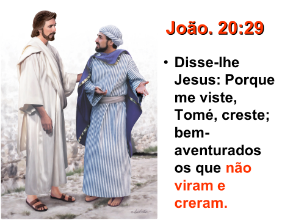 João. 20:29
• Disse-lhe
Jesus: Porque
me viste,
Tomé, creste;
bem-
aventurados
os que não
viram e
creram.